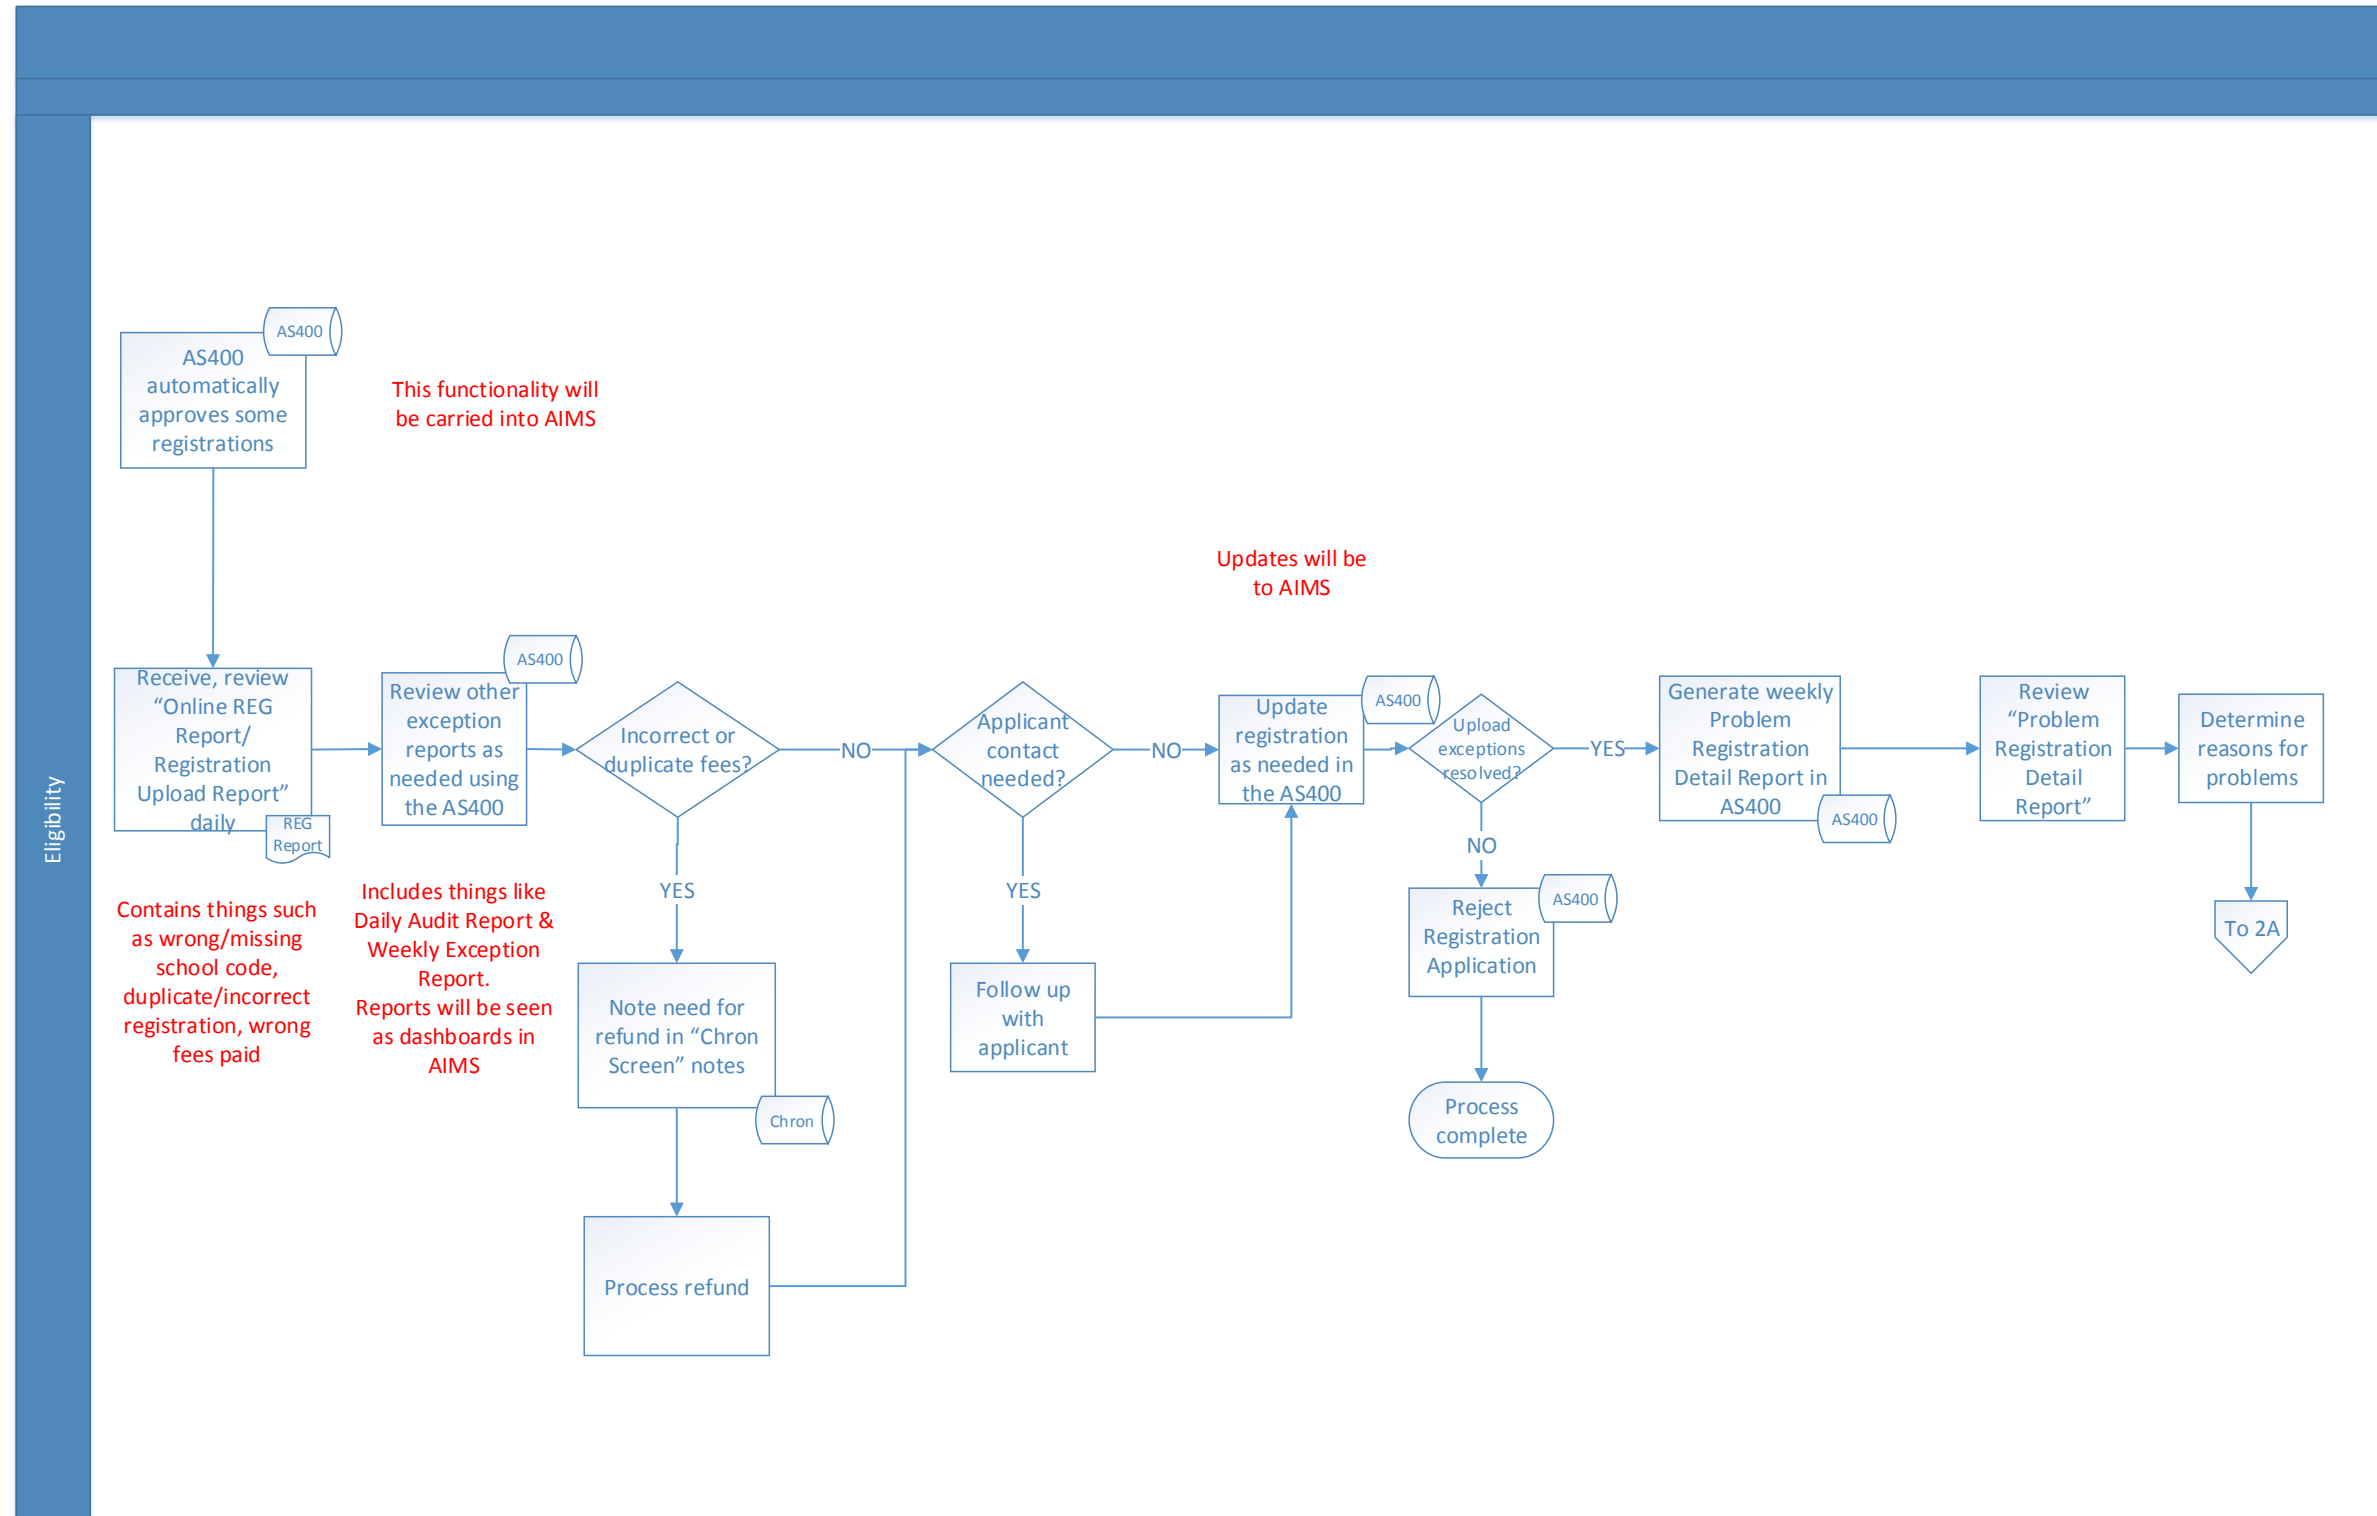 Eligibility
AS400
AS400
automatically
approves some
registrations
This functionality will
be carried into AIMS
Receive, review
“Online REG
Report/
Registration
Upload Report”
daily
REG
Report
Contains things such
as wrong/missing
school code,
duplicate/incorrect
registration, wrong
fees paid
AS400
Review other
exception
reports as
needed using
the AS400
Includes things like
Daily Audit Report &
Weekly Exception
Report.
Reports will be seen
as dashboards in
AIMS
Incorrect or
duplicate fees?
NO
YES
Note need for
refund in “Chron
Screen” notes
Chron
Process refund
Applicant
contact
needed?
NO
YES
Follow up
with
applicant
Updates will be
to AIMS
AS400
Update
registration
as needed in
the AS400
Upload
exceptions
resolved?
YES
NO
AS400
Reject
Registration
Application
Process
complete
Generate weekly
Problem
Registration
Detail Report in
AS400
AS400
Review
“Problem
Registration
Detail
Report”
Determine
reasons for
problems
To 2A